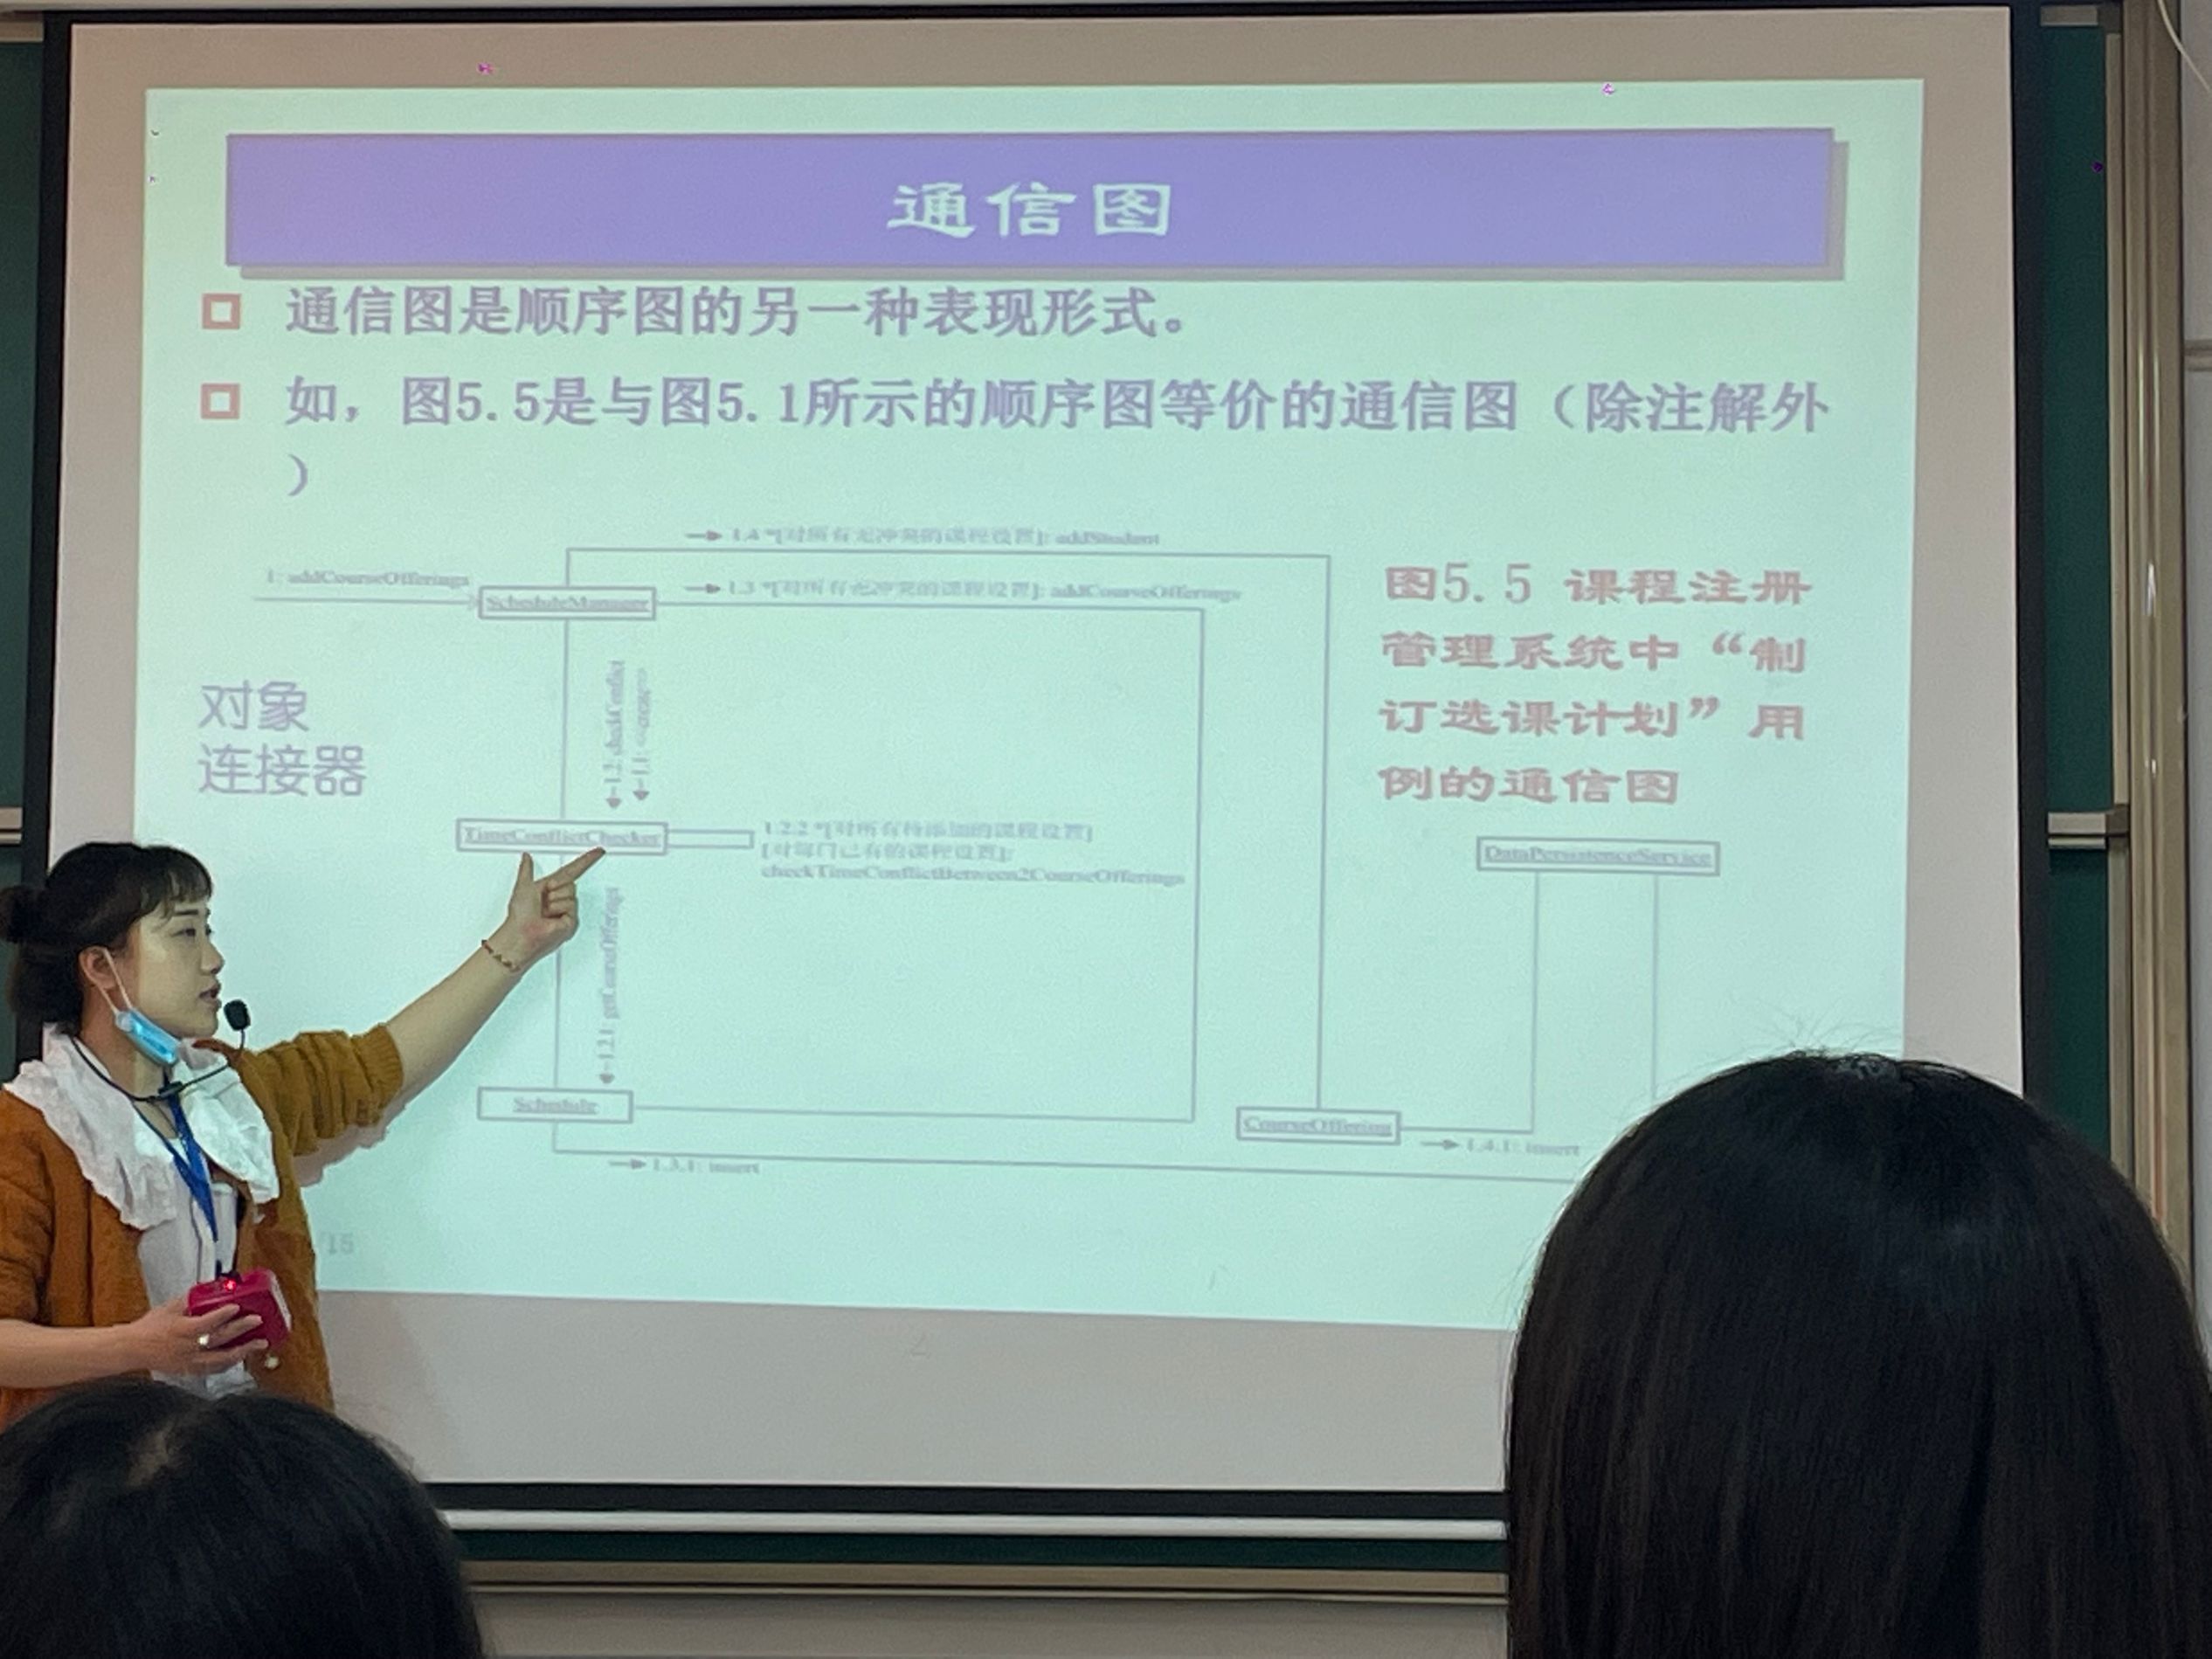 通信图
通信图是顺序图的另一种表现形式。
如，图5.5是与图5.1所示的顺序图等价的通信图（除注解外
）
1.4 *[对所有无冲突的课程设置]: addStudent
1: addCourseOfferings
ScheduleManager
1.3 *[对所有无冲突的课程设置]: addCourseOfferings
图5.5 课程注册
管理系统中“制
订选课计划”用
例的通信图
对象
连接器
1.2: checkConflict
1.1: <<create>>
TimeConflictChecker
1.2.2 *[对所有待添加的课程设置]
[对每门已有的课程设置]:
checkTimeConflictBetween2CourseOfferings
DataPersistenceService
1.2.1 getCourseOfferings
Schedule
CourseOffering
1.4.1: insert
1.3.1: insert
15